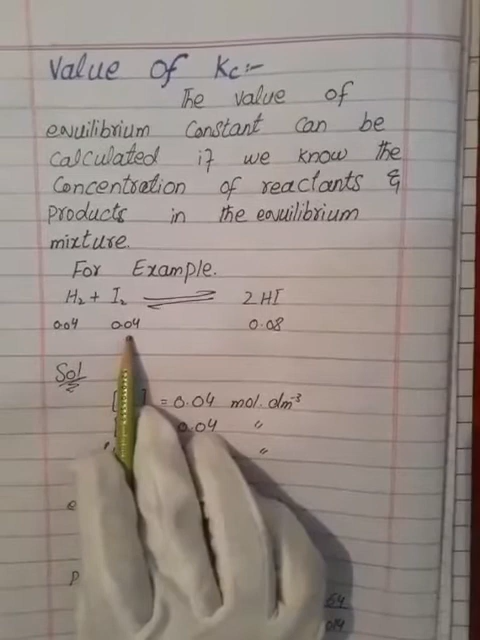 Value of Kc:-
The value of
equilibrium Constant can be
calculated if we know the
Concentration of reactants &
products in the equilibrium
mixture.
For Example.
H₂ + I₂ ⇌ 2HI
0.04 0.04 0.08
Sol
[ ] = 0.04 mol.dm⁻³
0.04 "
"